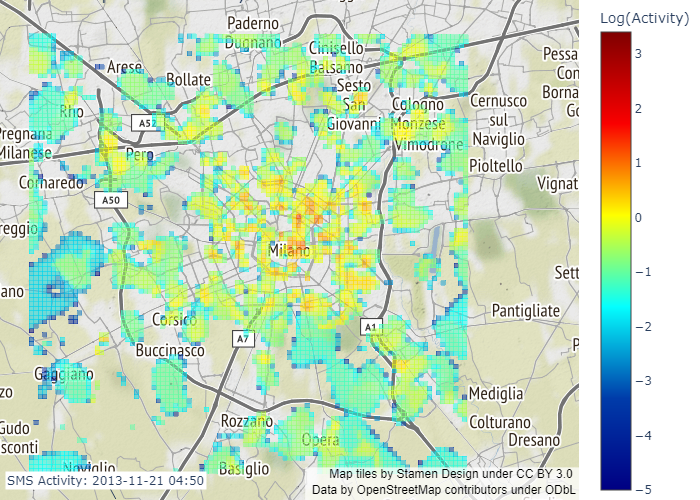 Paderno
Dugnano
Cinisello
Balsamo
Arese
Bollate
Sesto
San
Giovanni
Cologno
Monzese
Cernusco
sul
Naviglio
Pessa
Con
Borna
Go
Rho
A52
Pregnana
Milanese
Pero
Vimodrone
Pioltello
Cornaredo
Vignat
A50
reggio
Milano
Sett
ano
Pantigliate
Corsico
A1
A7
Buccinasco
P
Gaggiano
zo
Mediglia
Rozzano
Colturano
Gudo
sconti
Opera
Dresano
Noviglio
Basiglio
SMS Activity: 2013-11-21 04:50
Map tiles by Stamen Design under CC BY 3.0
Data by OpenStreetMap contributors under ODbL
Log(Activity)
3
2
1
0
−1
−2
−3
−4
−5